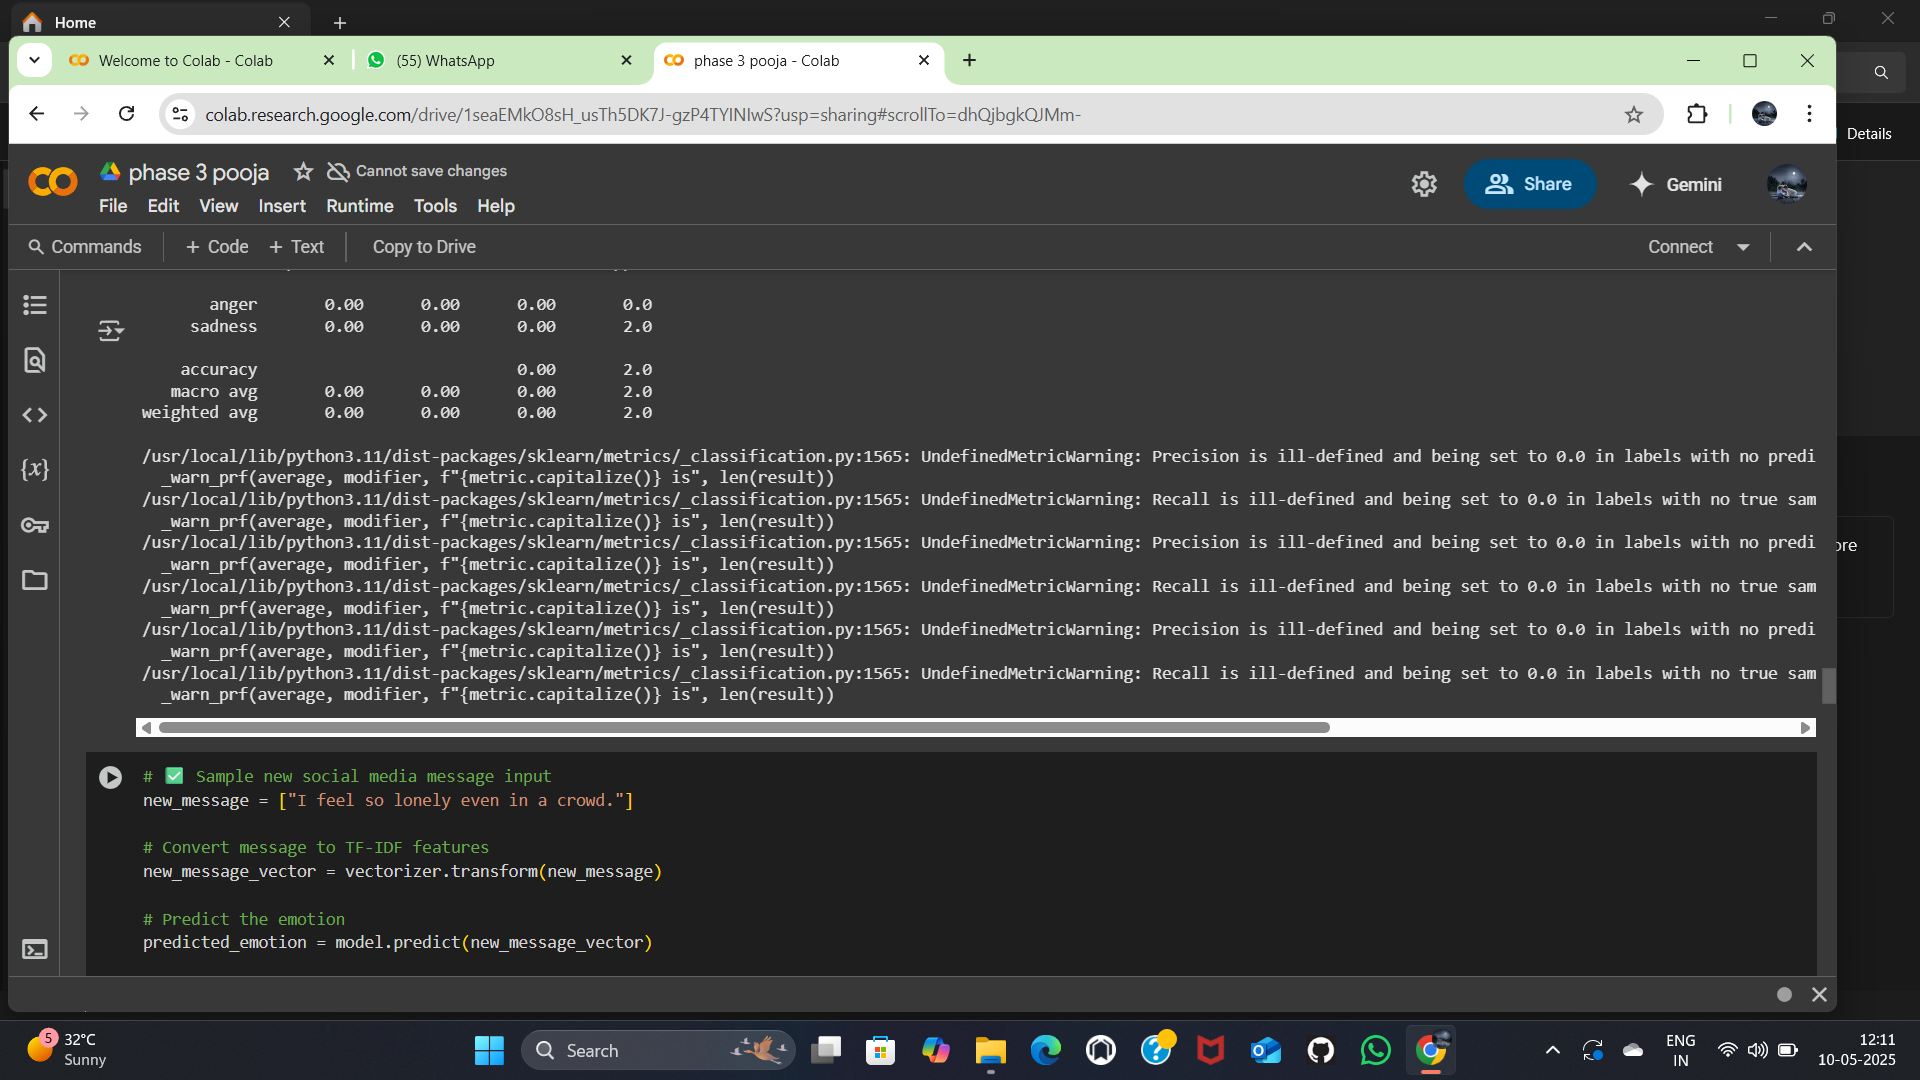 Home
Welcome to Colab - Colab
(55) WhatsApp
phase 3 pooja - Colab
colab.research.google.com/drive/1seaEMkO8sH_usTh5DK7J-gzP4TYINIwS?usp=sharing#scrollTo=dhQjbgkQJMm-
Details
phase 3 pooja
Cannot save changes
Share
Gemini
File Edit View Insert Runtime Tools Help
Commands
+ Code
+ Text
Copy to Drive
Connect
anger 0.00 0.00 0.00 0.0
sadness 0.00 0.00 0.00 2.0
accuracy 0.00 2.0
macro avg 0.00 0.00 0.00 2.0
weighted avg 0.00 0.00 0.00 2.0
/usr/local/lib/python3.11/dist-packages/sklearn/metrics/_classification.py:1565: UndefinedMetricWarning: Precision is ill-defined and being set to 0.0 in labels with no predi
_warn_prf(average, modifier, f"{metric.capitalize()} is", len(result))
/usr/local/lib/python3.11/dist-packages/sklearn/metrics/_classification.py:1565: UndefinedMetricWarning: Recall is ill-defined and being set to 0.0 in labels with no true sam
_warn_prf(average, modifier, f"{metric.capitalize()} is", len(result))
/usr/local/lib/python3.11/dist-packages/sklearn/metrics/_classification.py:1565: UndefinedMetricWarning: Precision is ill-defined and being set to 0.0 in labels with no predi
_warn_prf(average, modifier, f"{metric.capitalize()} is", len(result))
/usr/local/lib/python3.11/dist-packages/sklearn/metrics/_classification.py:1565: UndefinedMetricWarning: Recall is ill-defined and being set to 0.0 in labels with no true sam
_warn_prf(average, modifier, f"{metric.capitalize()} is", len(result))
/usr/local/lib/python3.11/dist-packages/sklearn/metrics/_classification.py:1565: UndefinedMetricWarning: Precision is ill-defined and being set to 0.0 in labels with no predi
_warn_prf(average, modifier, f"{metric.capitalize()} is", len(result))
/usr/local/lib/python3.11/dist-packages/sklearn/metrics/_classification.py:1565: UndefinedMetricWarning: Recall is ill-defined and being set to 0.0 in labels with no true sam
_warn_prf(average, modifier, f"{metric.capitalize()} is", len(result))
ore
# ✅ Sample new social media message input
new_message = ["I feel so lonely even in a crowd."]
# Convert message to TF-IDF features
new_message_vector = vectorizer.transform(new_message)
# Predict the emotion
predicted_emotion = model.predict(new_message_vector)
5
32°C
Sunny
Search
ENG
IN
12:11
10-05-2025